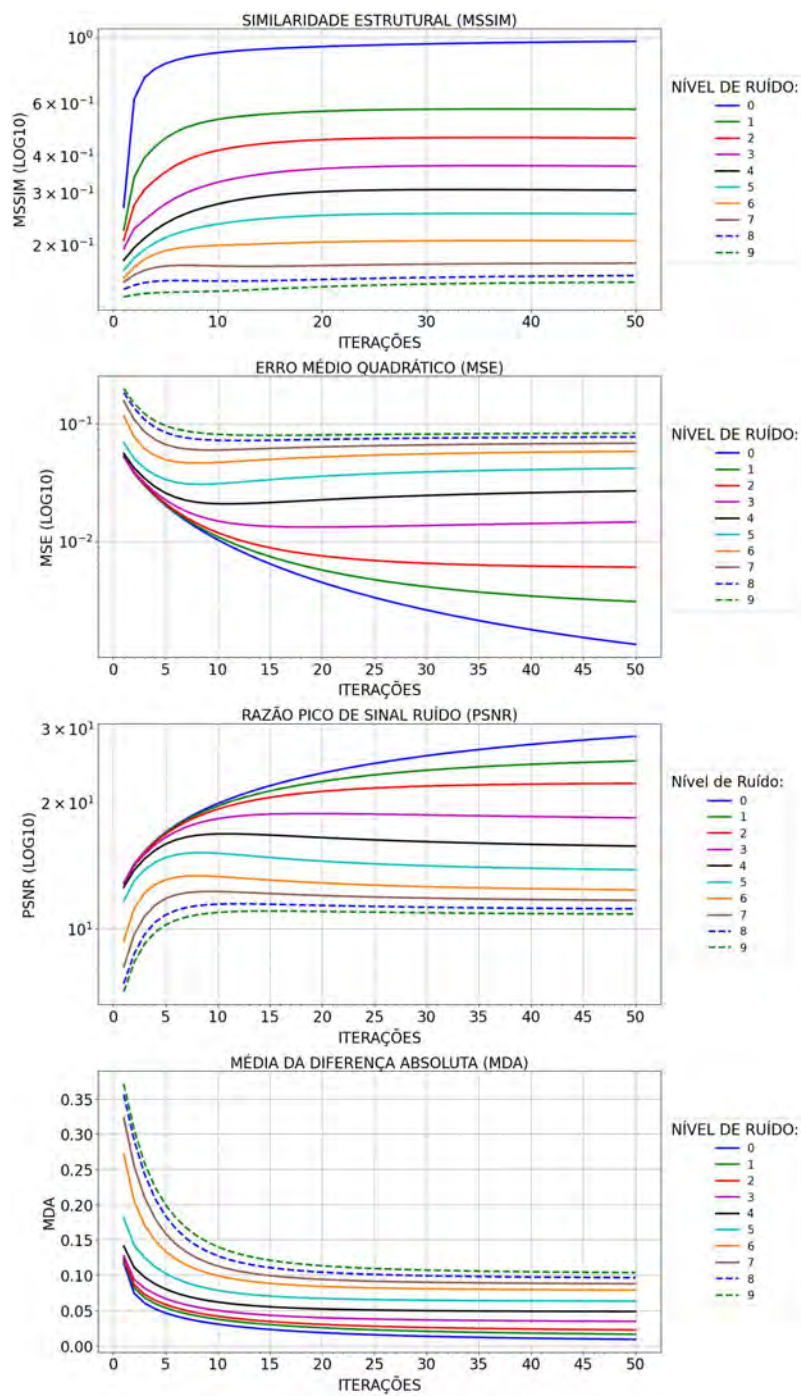 SIMILARIDADE ESTRUTURAL (MSSIM)
10⁰
6 × 10⁻¹
4 × 10⁻¹
3 × 10⁻¹
2 × 10⁻¹
MSSIM (LOG10)
0 5 10 15 20 25 30 35 40 45 50
ITERAÇÕES
NÍVEL DE RUÍDO:
0
1
2
3
4
5
6
7
8
9
ERRO MÉDIO QUADRÁTICO (MSE)
10⁻¹
10⁻²
MSE (LOG10)
0 5 10 15 20 25 30 35 40 45 50
ITERAÇÕES
NÍVEL DE RUÍDO:
0
1
2
3
4
5
6
7
8
9
RAZÃO PICO DE SINAL RUÍDO (PSNR)
3 × 10¹
2 × 10¹
10¹
PSNR (LOG10)
0 5 10 15 20 25 30 35 40 45 50
ITERAÇÕES
Nível de Ruído:
0
1
2
3
4
5
6
7
8
9
MÉDIA DA DIFERENÇA ABSOLUTA (MDA)
0.35
0.30
0.25
0.20
0.15
0.10
0.05
0.00
MDA
0 5 10 15 20 25 30 35 40 45 50
ITERAÇÕES
NÍVEL DE RUÍDO:
0
1
2
3
4
5
6
7
8
9